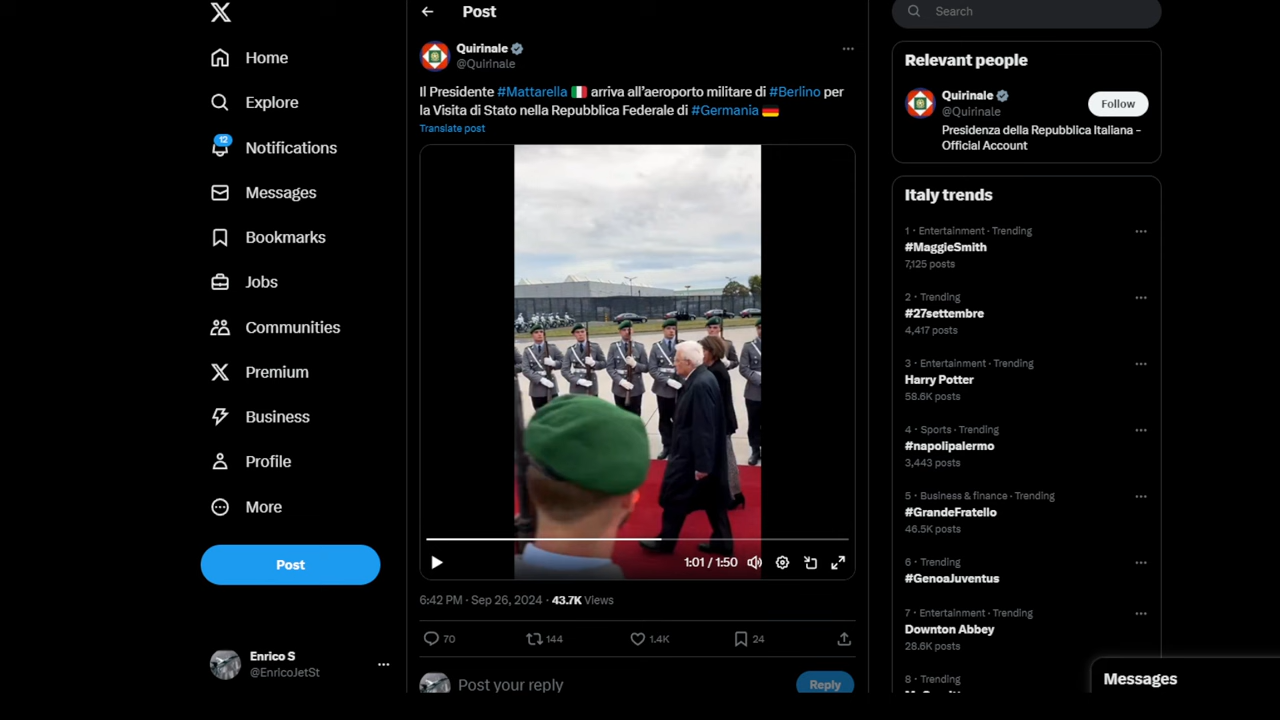 Home
Explore
12
Notifications
Messages
Bookmarks
Jobs
Communities
Premium
Business
Profile
More
Post
Enrico S
@EnricoJetSt
Post
Quirinale
@Quirinale
Il Presidente #Mattarella 🇮🇹 arriva all'aeroporto militare di #Berlino per
la Visita di Stato nella Repubblica Federale di #Germania 🇩🇪
Translate post
1:01 / 1:50
6:42 PM · Sep 26, 2024 · 43.7K Views
70
144
1.4K
24
Post your reply
Reply
Search
Relevant people
Quirinale
@Quirinale
Follow
Presidenza della Repubblica Italiana -
Official Account
Italy trends
1 · Entertainment · Trending
#MaggieSmith
7,125 posts
2 · Trending
#27settembre
4,417 posts
3 · Entertainment · Trending
Harry Potter
58.6K posts
4 · Sports · Trending
#napolipalermo
3,443 posts
5 · Business & finance · Trending
#GrandeFratello
46.5K posts
6 · Trending
#GenoaJuventus
7 · Entertainment · Trending
Downton Abbey
28.6K posts
8 · Trending
Messages